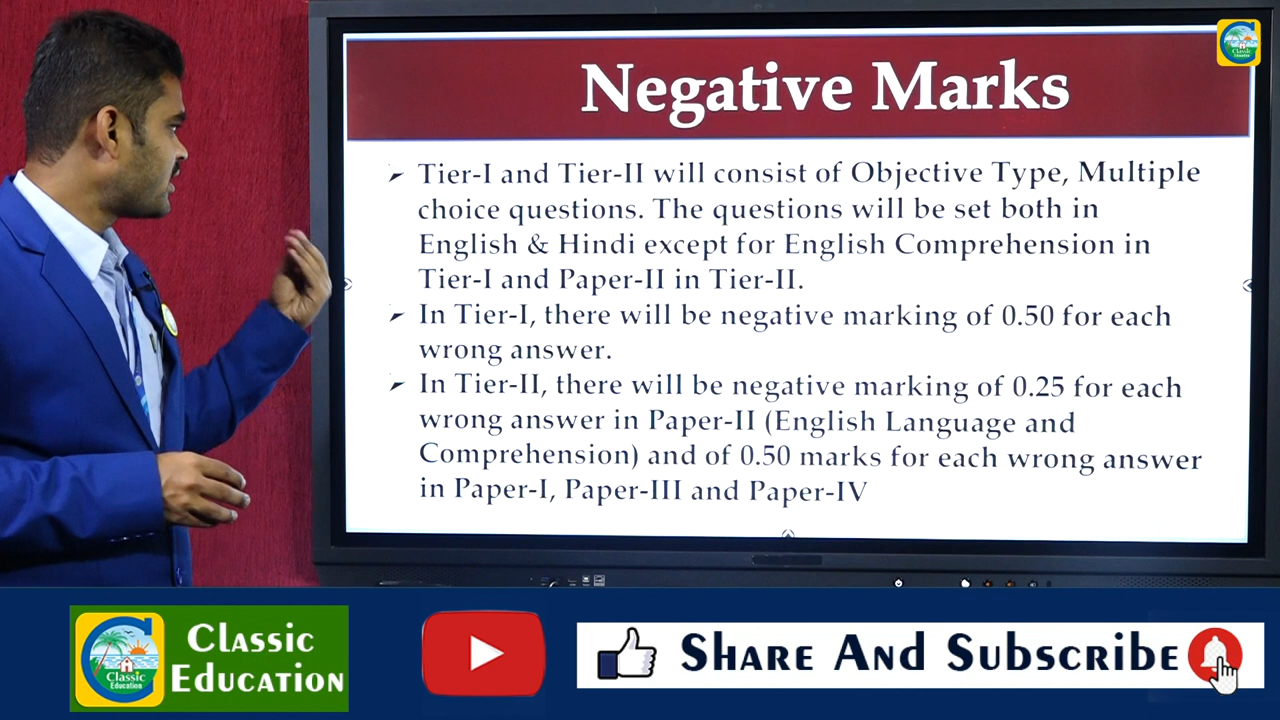 Negative Marks
Classic
Education
➢ Tier-I and Tier-II will consist of Objective Type, Multiple
choice questions. The questions will be set both in
English & Hindi except for English Comprehension in
Tier-I and Paper-II in Tier-II.
➢ In Tier-I, there will be negative marking of 0.50 for each
wrong answer.
➢ In Tier-II, there will be negative marking of 0.25 for each
wrong answer in Paper-II (English Language and
Comprehension) and of 0.50 marks for each wrong answer
in Paper-I, Paper-III and Paper-IV
Classic
Education
Classic
Education
Share And Subscribe